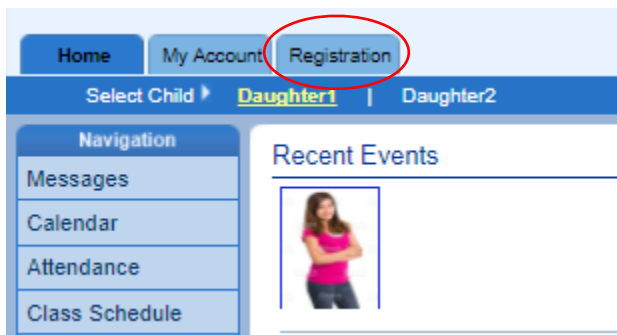 Home My Account Registration
Select Child Daughter1 | Daughter2
Navigation
Recent Events
Messages
Calendar
Attendance
Class Schedule